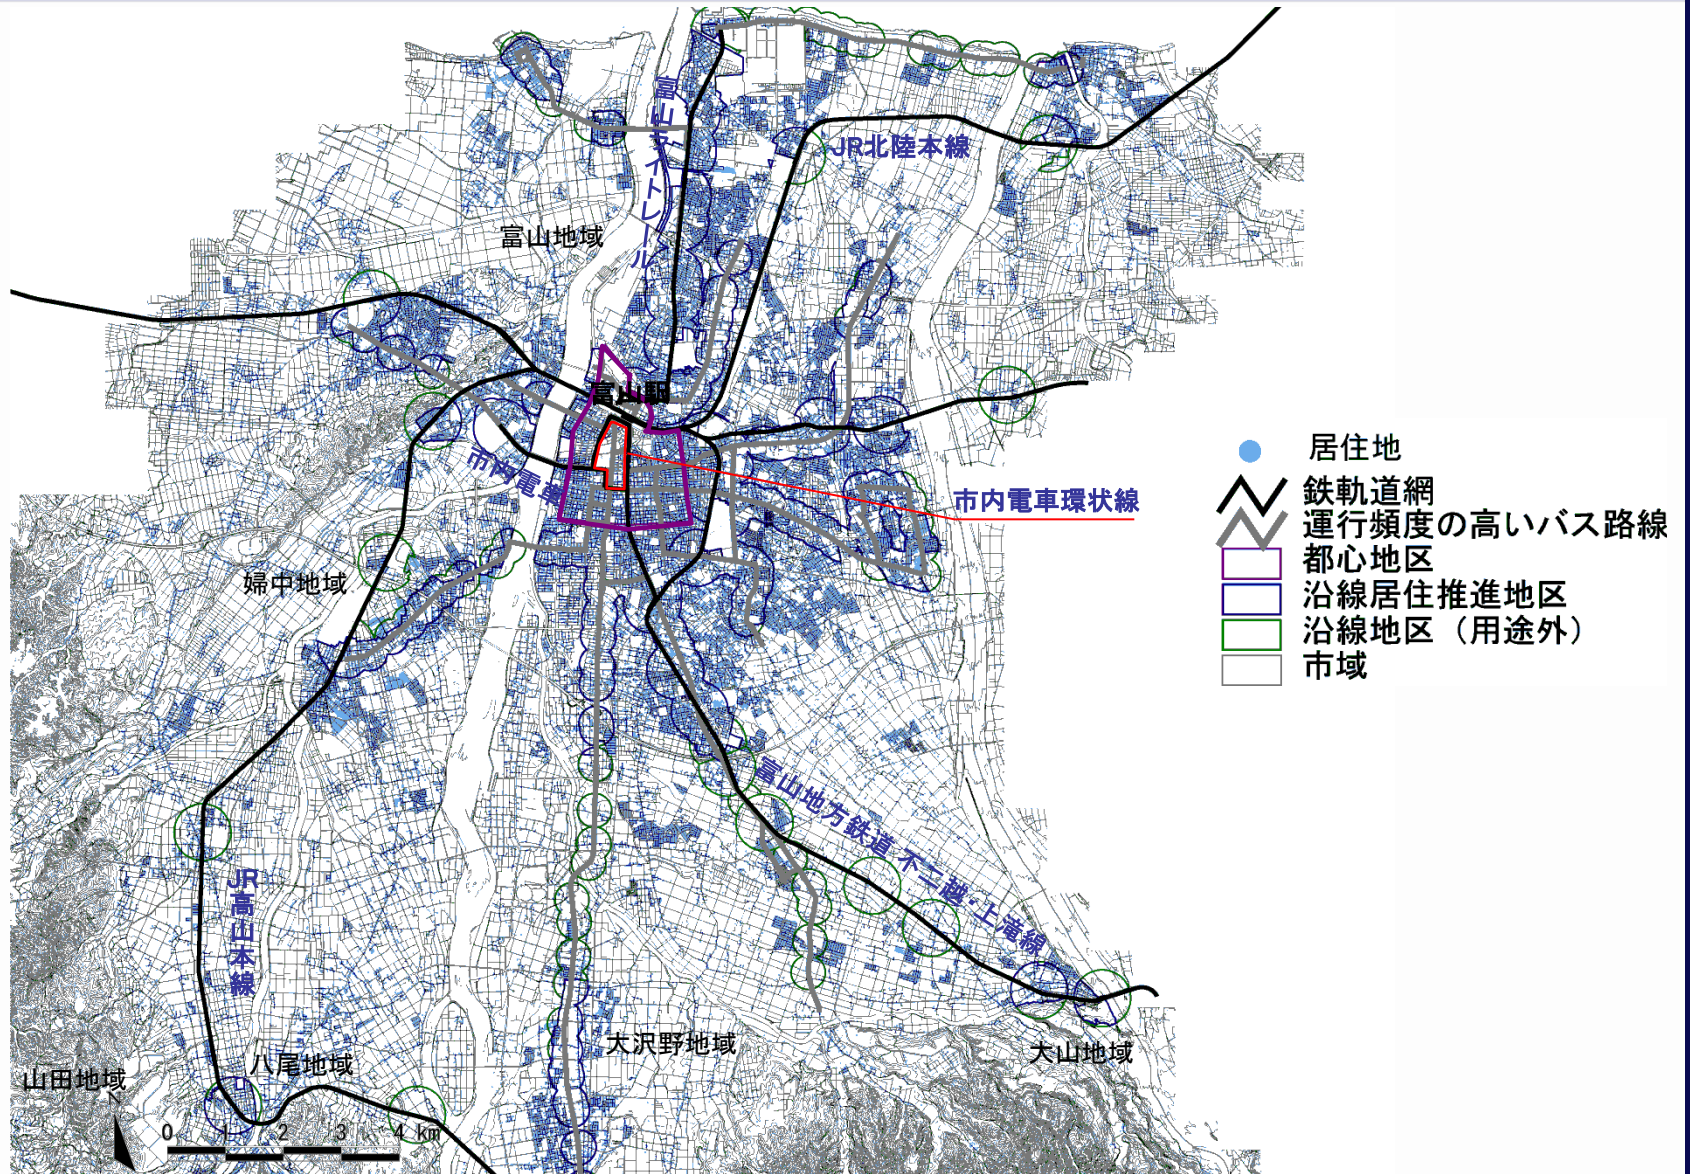 富山ライトレール
JR北陸本線
富山地域
富山駅
市内電車
市内電車環状線
婦中地域
富山地方鉄道 不二越・上滝線
JR高山本線
大沢野地域
大山地域
八尾地域
山田地域
N
0 1 2 3 4 km
居住地
鉄軌道網
運行頻度の高いバス路線
都心地区
沿線居住推進地区
沿線地区（用途外）
市域